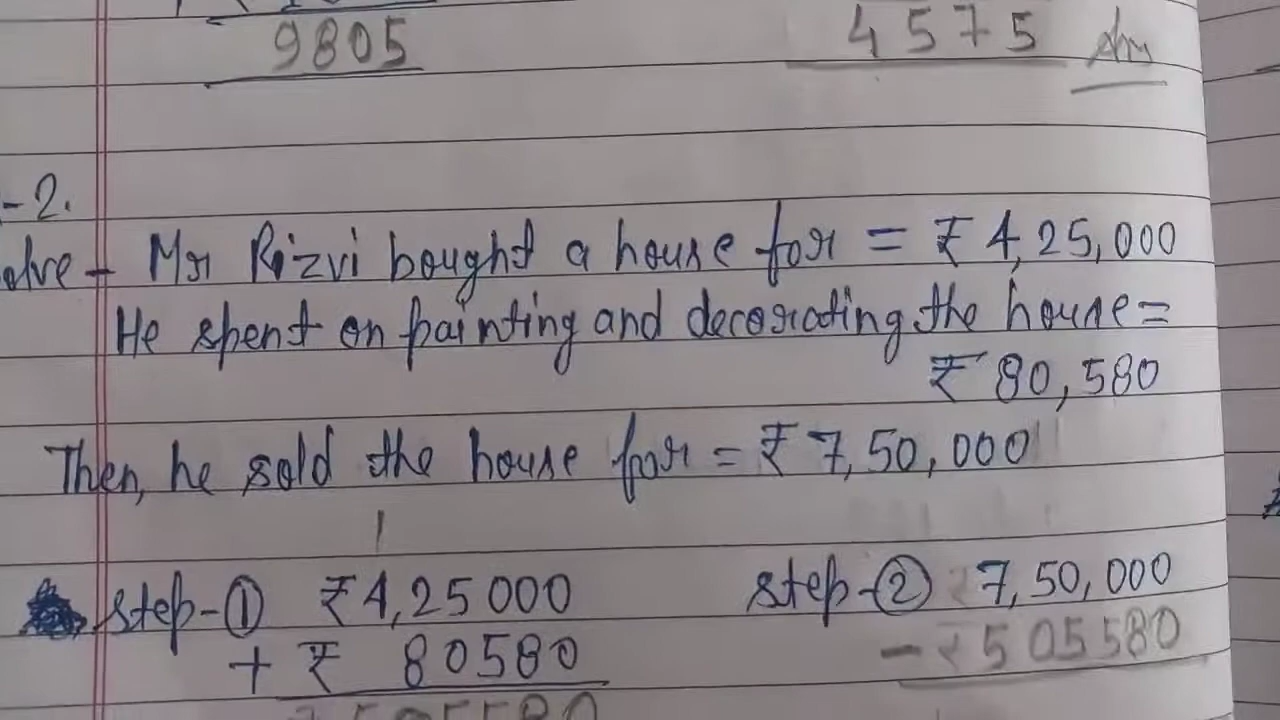 9805 4575 Ans
-2.
olve - Mr Rizvi bought a house for = ₹ 4,25,000
He spent on painting and decorating the house =
₹ 80,580
Then, he sold the house for = ₹ 7,50,000
step-① ₹4,25000 step-② 7,50,000
+ ₹ 80580 - ₹505580
505580